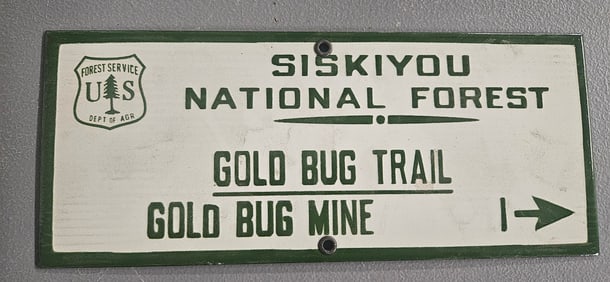 FOREST SERVICE
U S
DEPT OF AGR
SISKIYOU
NATIONAL FOREST
GOLD BUG TRAIL
GOLD BUG MINE 1